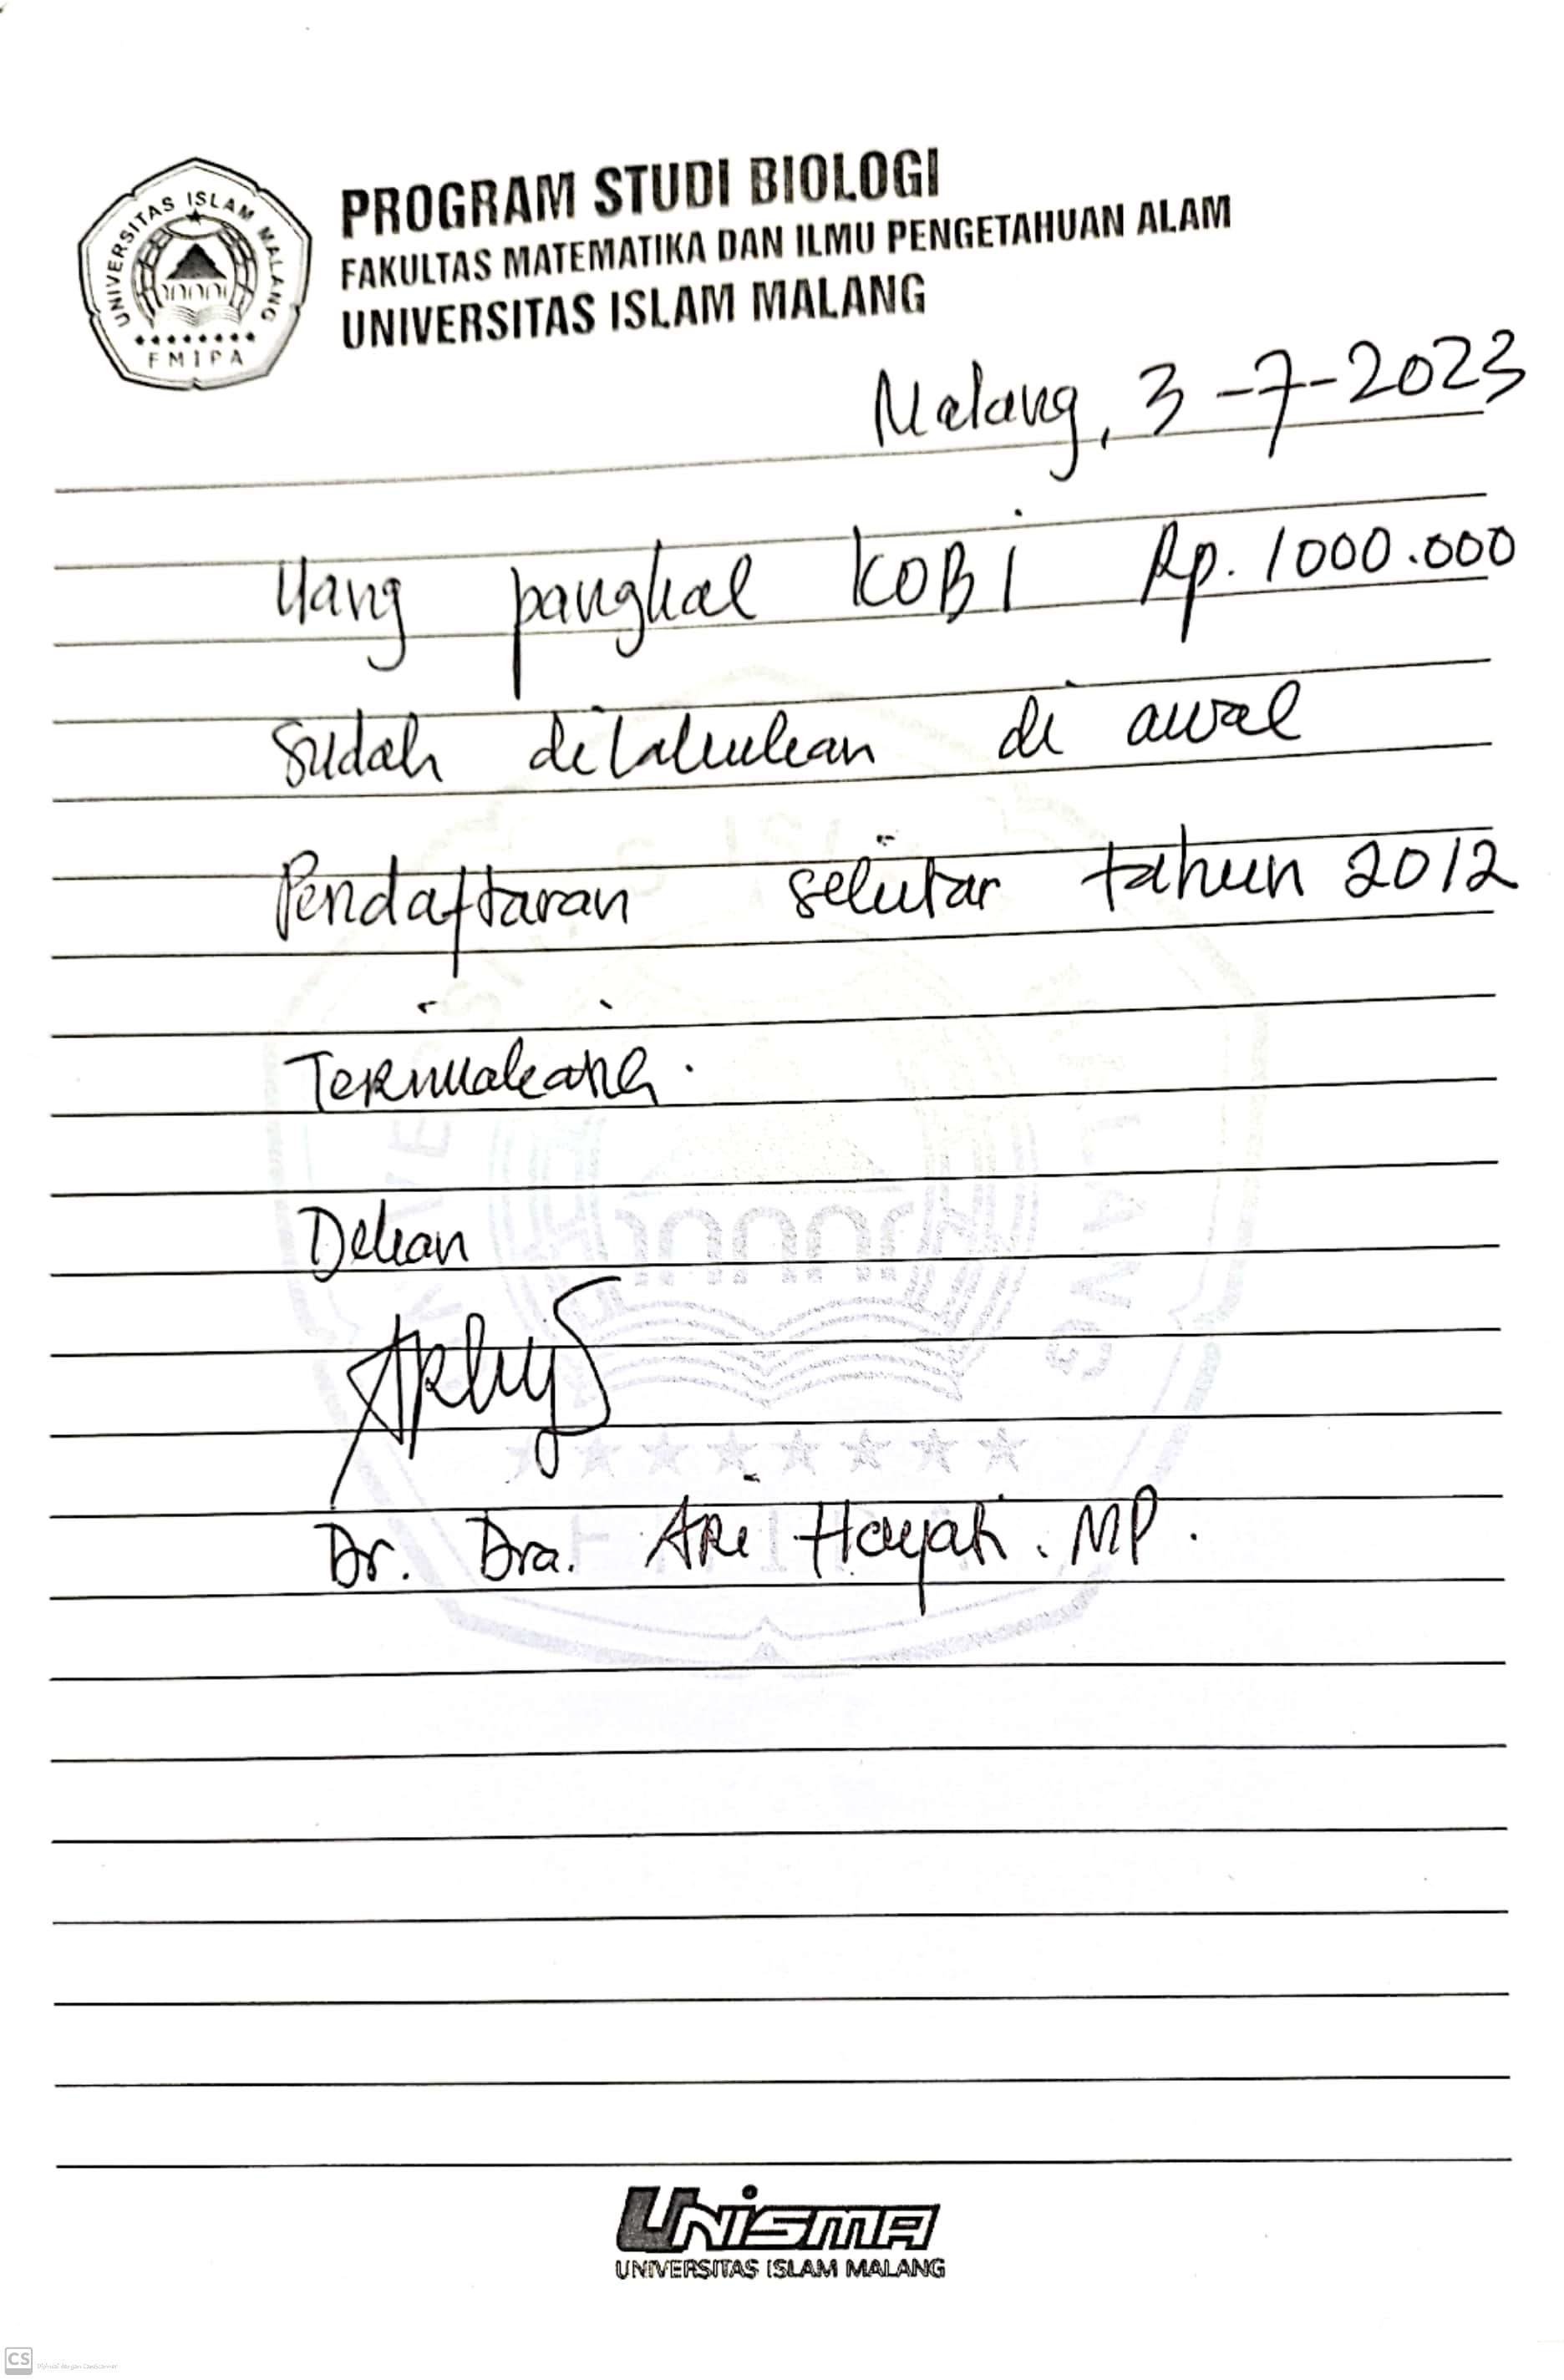 UNIVERSITAS ISLAM MALANG
FMIPA
PROGRAM STUDI BIOLOGI
FAKULTAS MATEMATIKA DAN ILMU PENGETAHUAN ALAM
UNIVERSITAS ISLAM MALANG
Malang, 3-7-2023
Uang pangkal KOBI Rp. 1000.000
sudah dilakukan di awal
Pendaftaran sekitar tahun 2012
Terimakasih.
Dekan
Dr. Dra. Ari Hayati. MP.
UNISMA
UNIVERSITAS ISLAM MALANG
CS